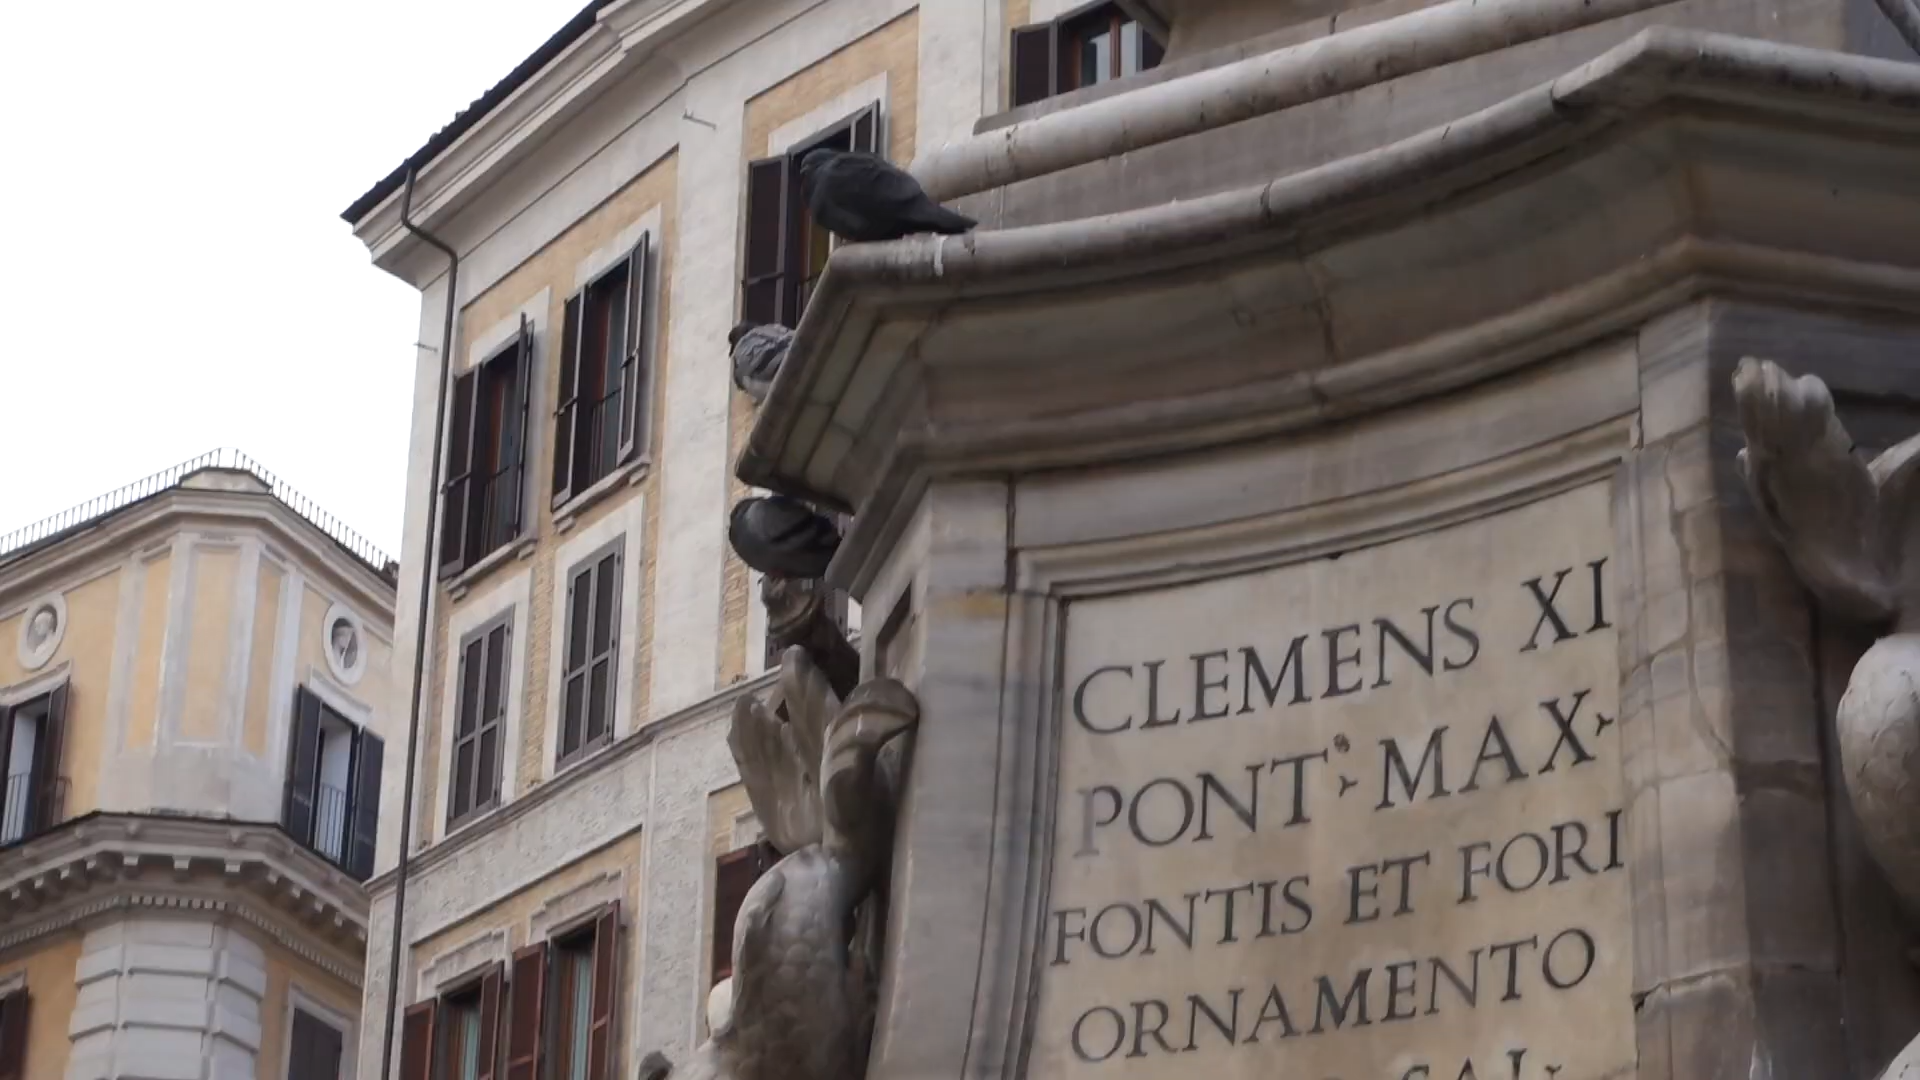 CLEMENS XI
PONT· MAX·
FONTIS ET FORI
ORNAMENTO